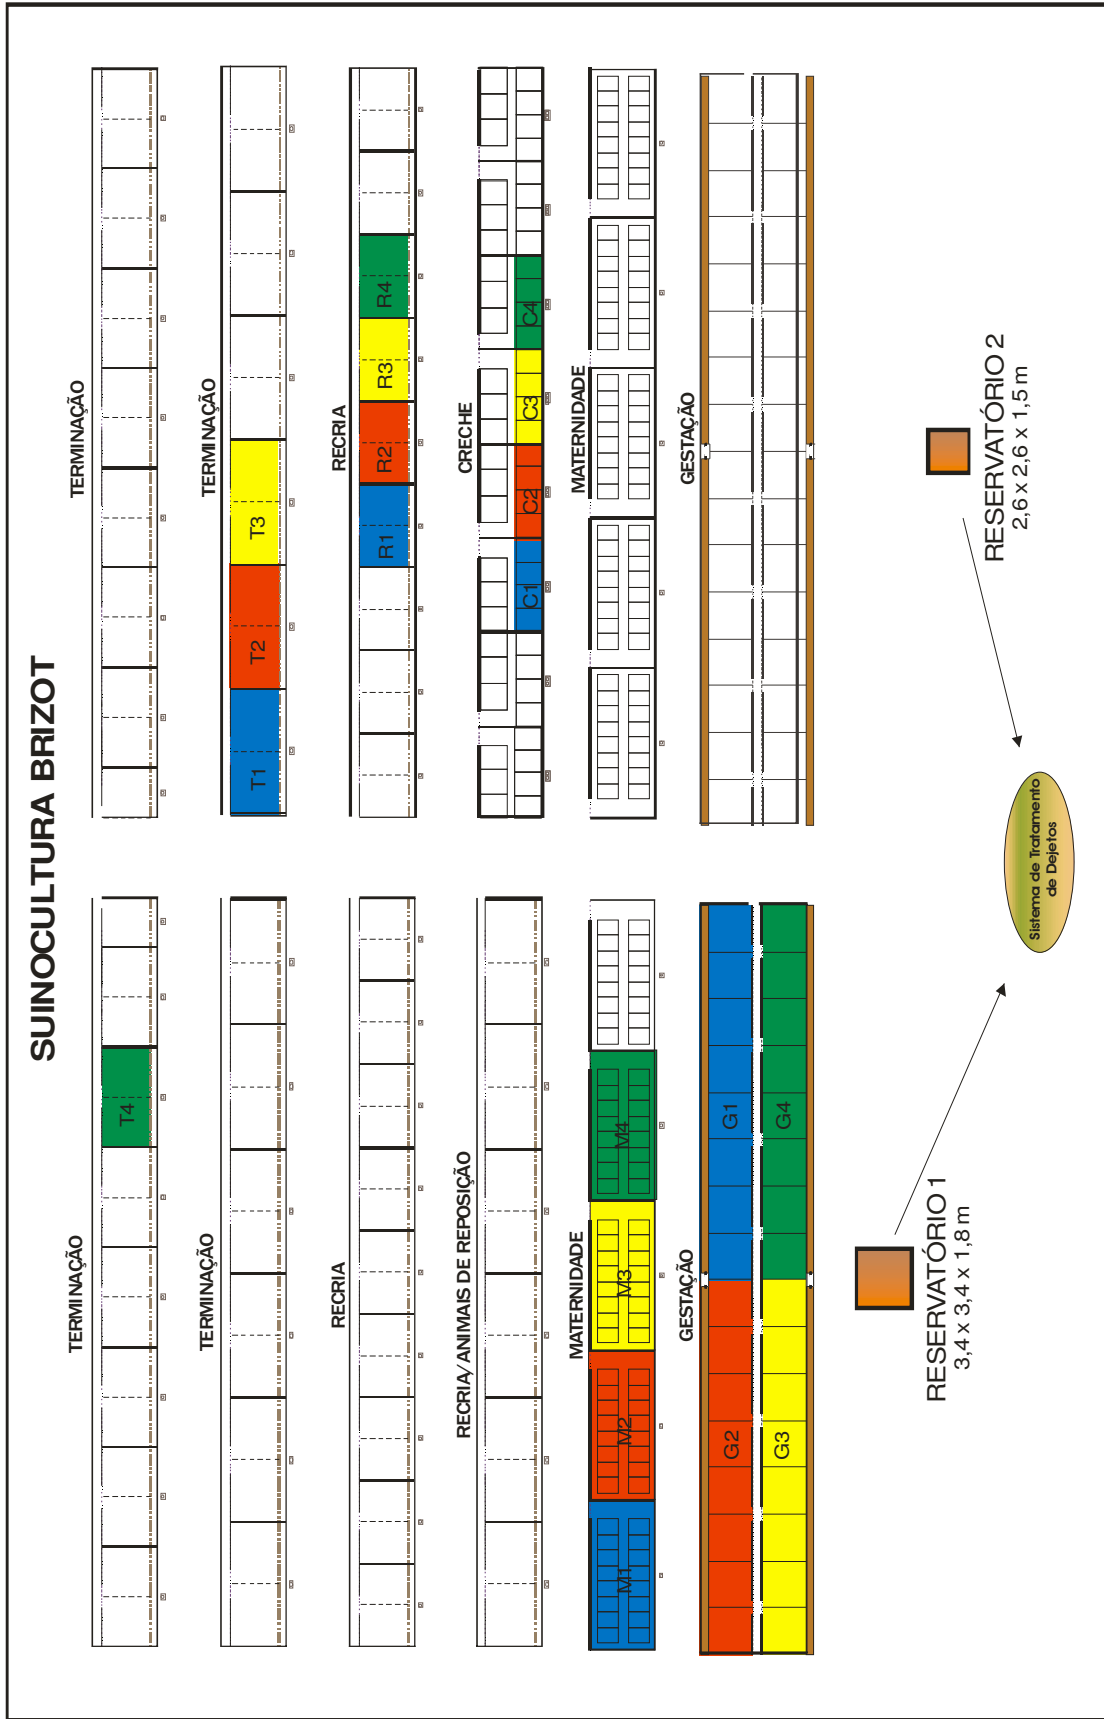 SUINOCULTURA BRIZOT
TERMINAÇÃO
T4
TERMINAÇÃO
TERMINAÇÃO
TERMINAÇÃO
T1
T2
T3
RECRIA
RECRIA
R1
R2
R3
R4
RECRIA/ANIMAIS DE REPOSIÇÃO
CRECHE
C1
C2
C3
C4
MATERNIDADE
M1
M2
M3
M4
MATERNIDADE
GESTAÇÃO
G2
G1
G3
G4
GESTAÇÃO
RESERVATÓRIO 1
3,4 x 3,4 x 1,8 m
RESERVATÓRIO 2
2,6 x 2,6 x 1,5 m
Sistema de Tratamento
de Dejetos